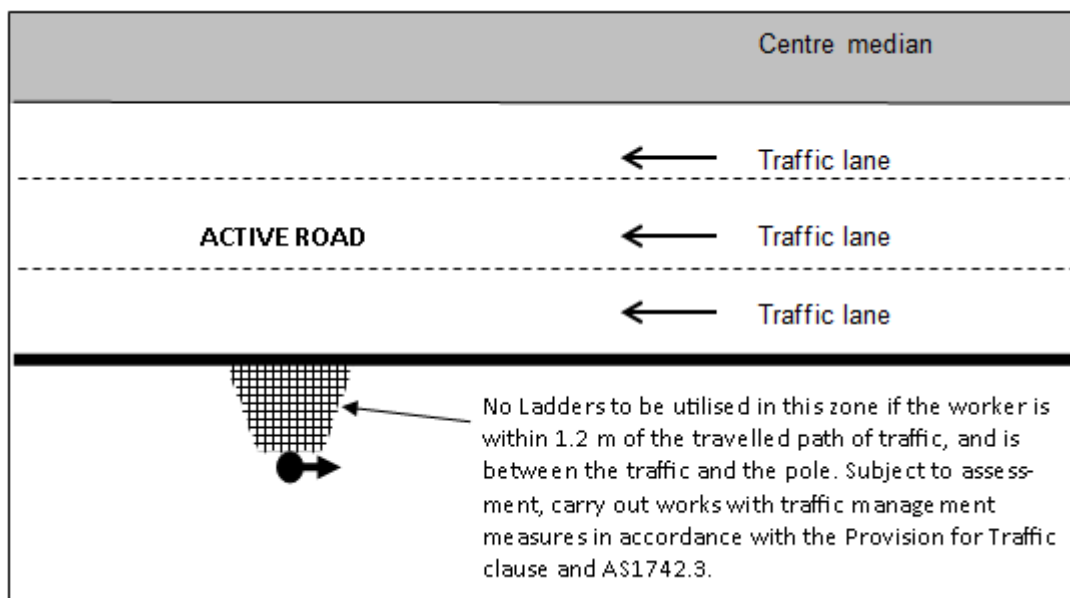 Centre median
Traffic lane
ACTIVE ROAD
Traffic lane
Traffic lane
No Ladders to be utilised in this zone if the worker is
within 1.2 m of the travelled path of traffic, and is
between the traffic and the pole. Subject to assess-
ment, carry out works with traffic management
measures in accordance with the Provision for Traffic
clause and AS1742.3.